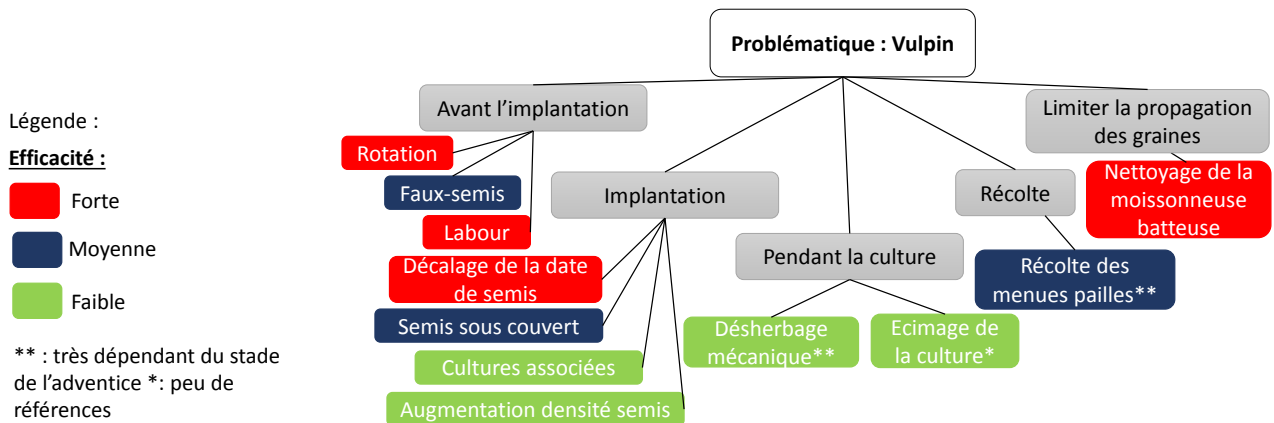 Problématique : Vulpin
Avant l'implantation
Limiter la propagation
des graines
Légende :
Efficacité :
Forte
Moyenne
Faible
** : très dépendant du stade
de l'adventice *: peu de
références
Rotation
Faux-semis
Labour
Implantation
Décalage de la date
de semis
Semis sous couvert
Cultures associées
Augmentation densité semis
Pendant la culture
Désherbage
mécanique**
Ecimage de
la culture*
Récolte
Récolte des
menues pailles**
Nettoyage de la
moissonneuse
batteuse